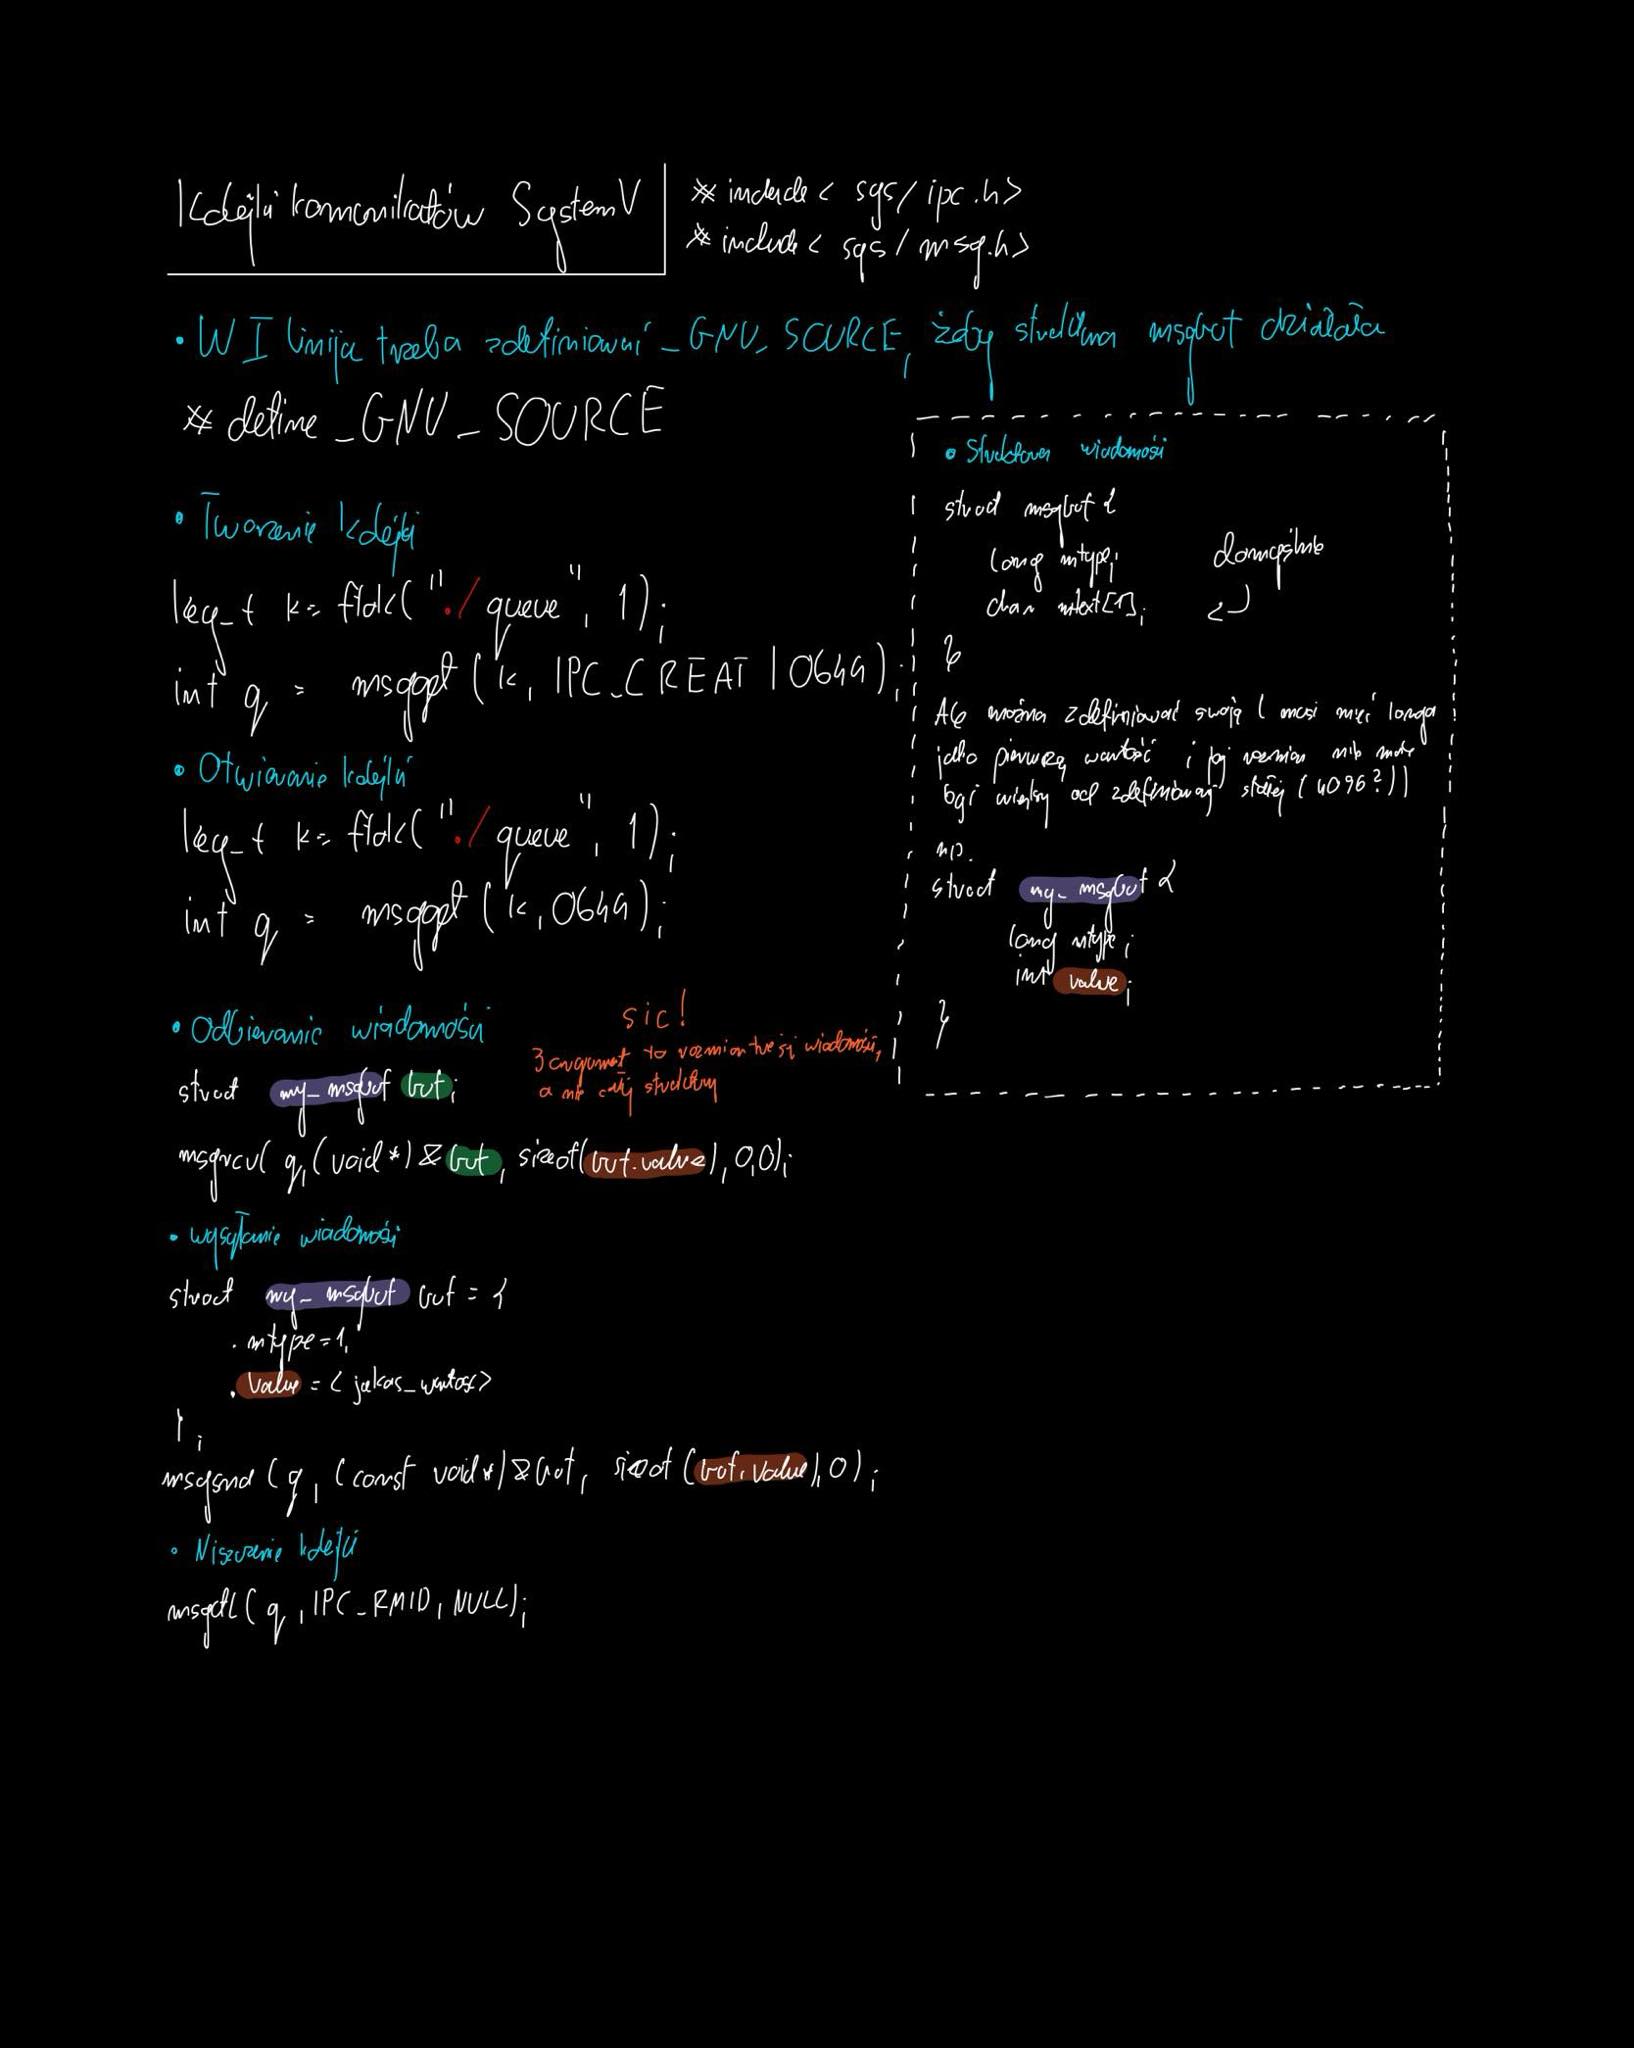 Kolejki komunikatów System V
# include < sys/ipc.h>
# include < sys/msg.h>
• W I linijce trzeba zdefiniować _GNU_SOURCE, żeby struktura msgbuf działała
# define _GNU_SOURCE
• Tworzenie kolejki
key_t k = ftok("./queue", 1);
int q = msgget(k, IPC_CREAT | 0644);
• Otwieranie kolejki
key_t k = ftok("./queue", 1);
int q = msgget(k, 0644);
• Struktura wiadomości
struct msgbuf {
long mtype;
char mtext[1];
domyślnie
}
Ale można zdefiniować swoją (musi mieć longa
jako pierwszą wartość i jej rozmiar nie może
być większy od zdefiniowanej stałej (4096?))
np.
struct my_msgbuf {
long mtype;
int value;
}
• Odbieranie wiadomości
sic!
3 argument to rozmiar treści wiadomości,
a nie całej struktury
struct my_msgbuf buf;
msgrcv( q, (void *) &buf, sizeof(buf.value), 0,0);
• wysyłanie wiadomości
struct my_msgbuf buf = {
.mtype=1,
.value = < jakas_wartosc>
};
msgsnd (q, (const void*) &buf, sizeof (buf.value), 0);
• Niszczenie kolejki
msgctl( q, IPC_RMID, NULL);